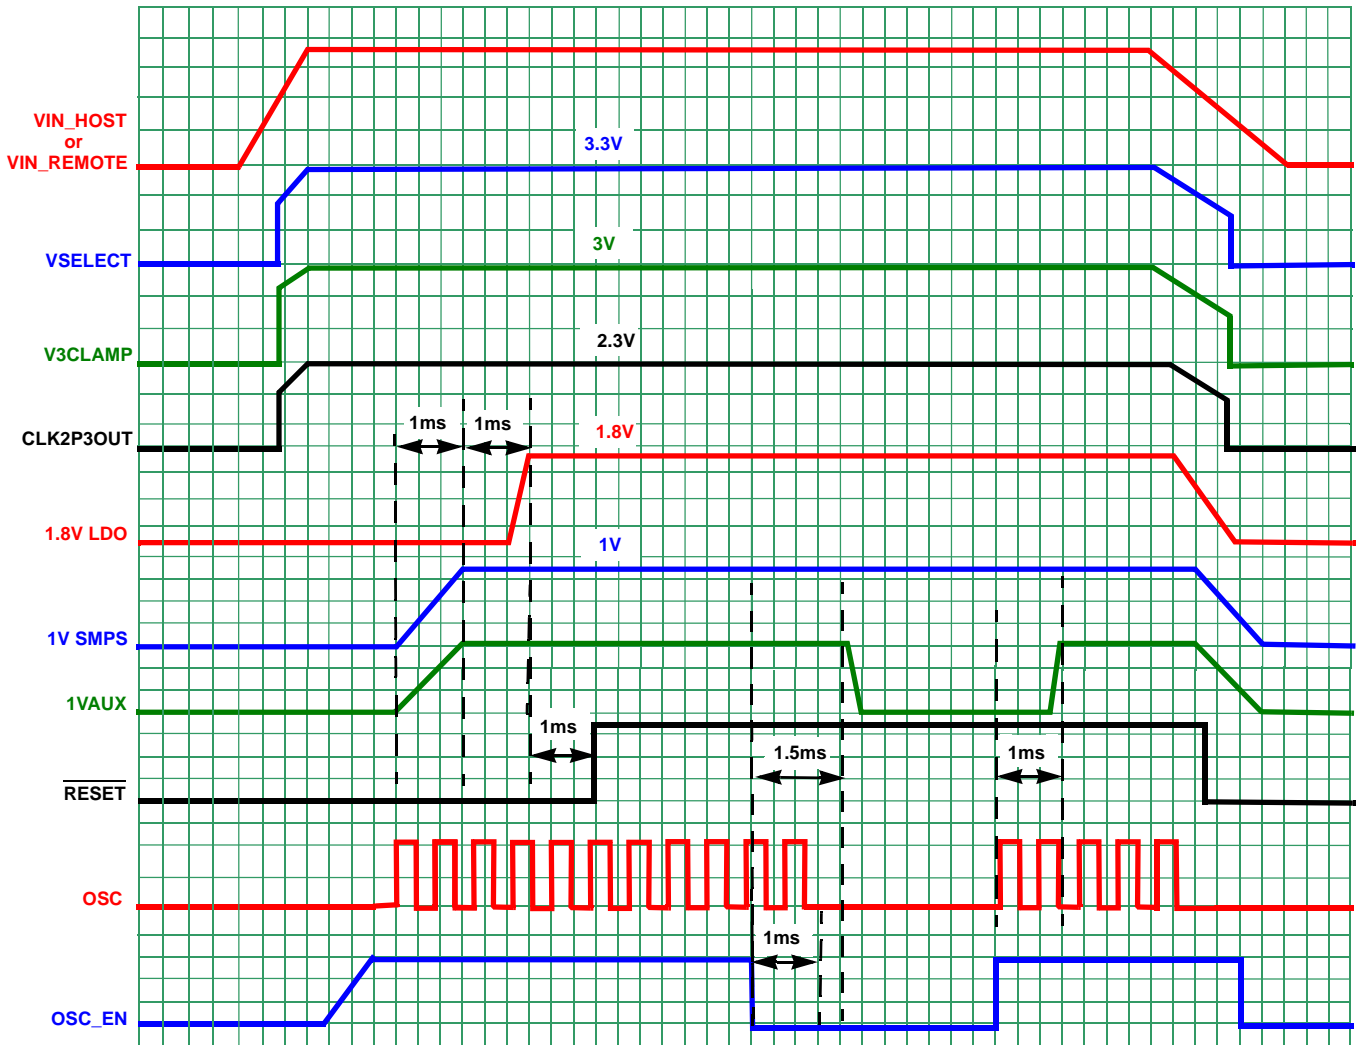 VIN_HOST
or
VIN_REMOTE
3.3V
VSELECT
3V
V3CLAMP
2.3V
CLK2P3OUT
1ms
1ms
1.8V
1.8V LDO
1V
1V SMPS
1VAUX
1ms
1.5ms
1ms
RESET
OSC
1ms
OSC_EN